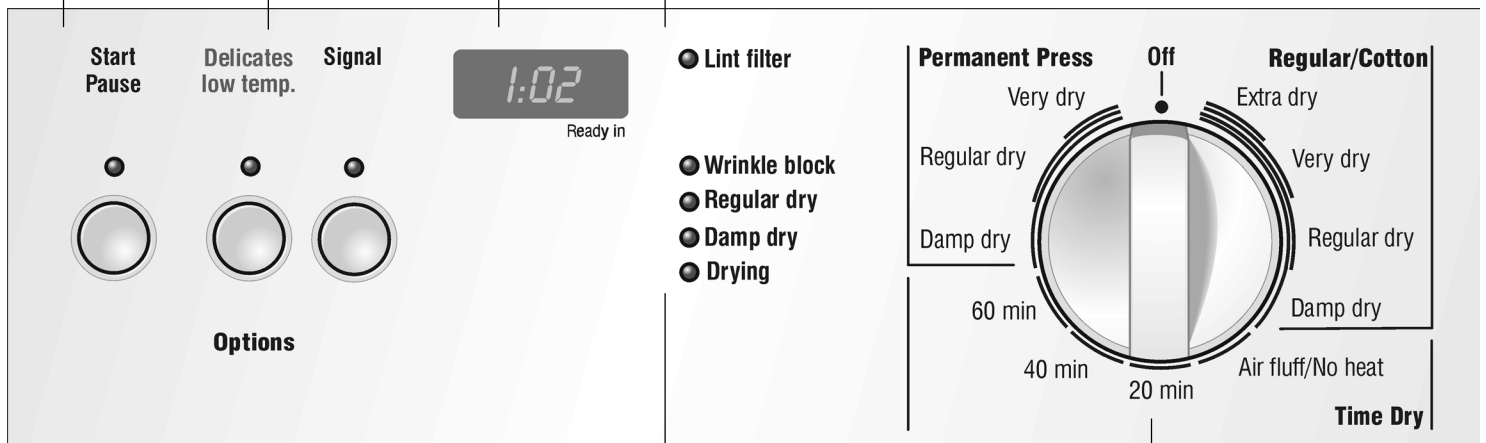 Start
Pause
Delicates
low temp.
Signal
1:02
Ready in
Options
Lint filter
Wrinkle block
Regular dry
Damp dry
Drying
Permanent Press
Off
Regular/Cotton
Very dry
Extra dry
Regular dry
Very dry
Damp dry
Regular dry
60 min
Damp dry
40 min
20 min
Air fluff/No heat
Time Dry